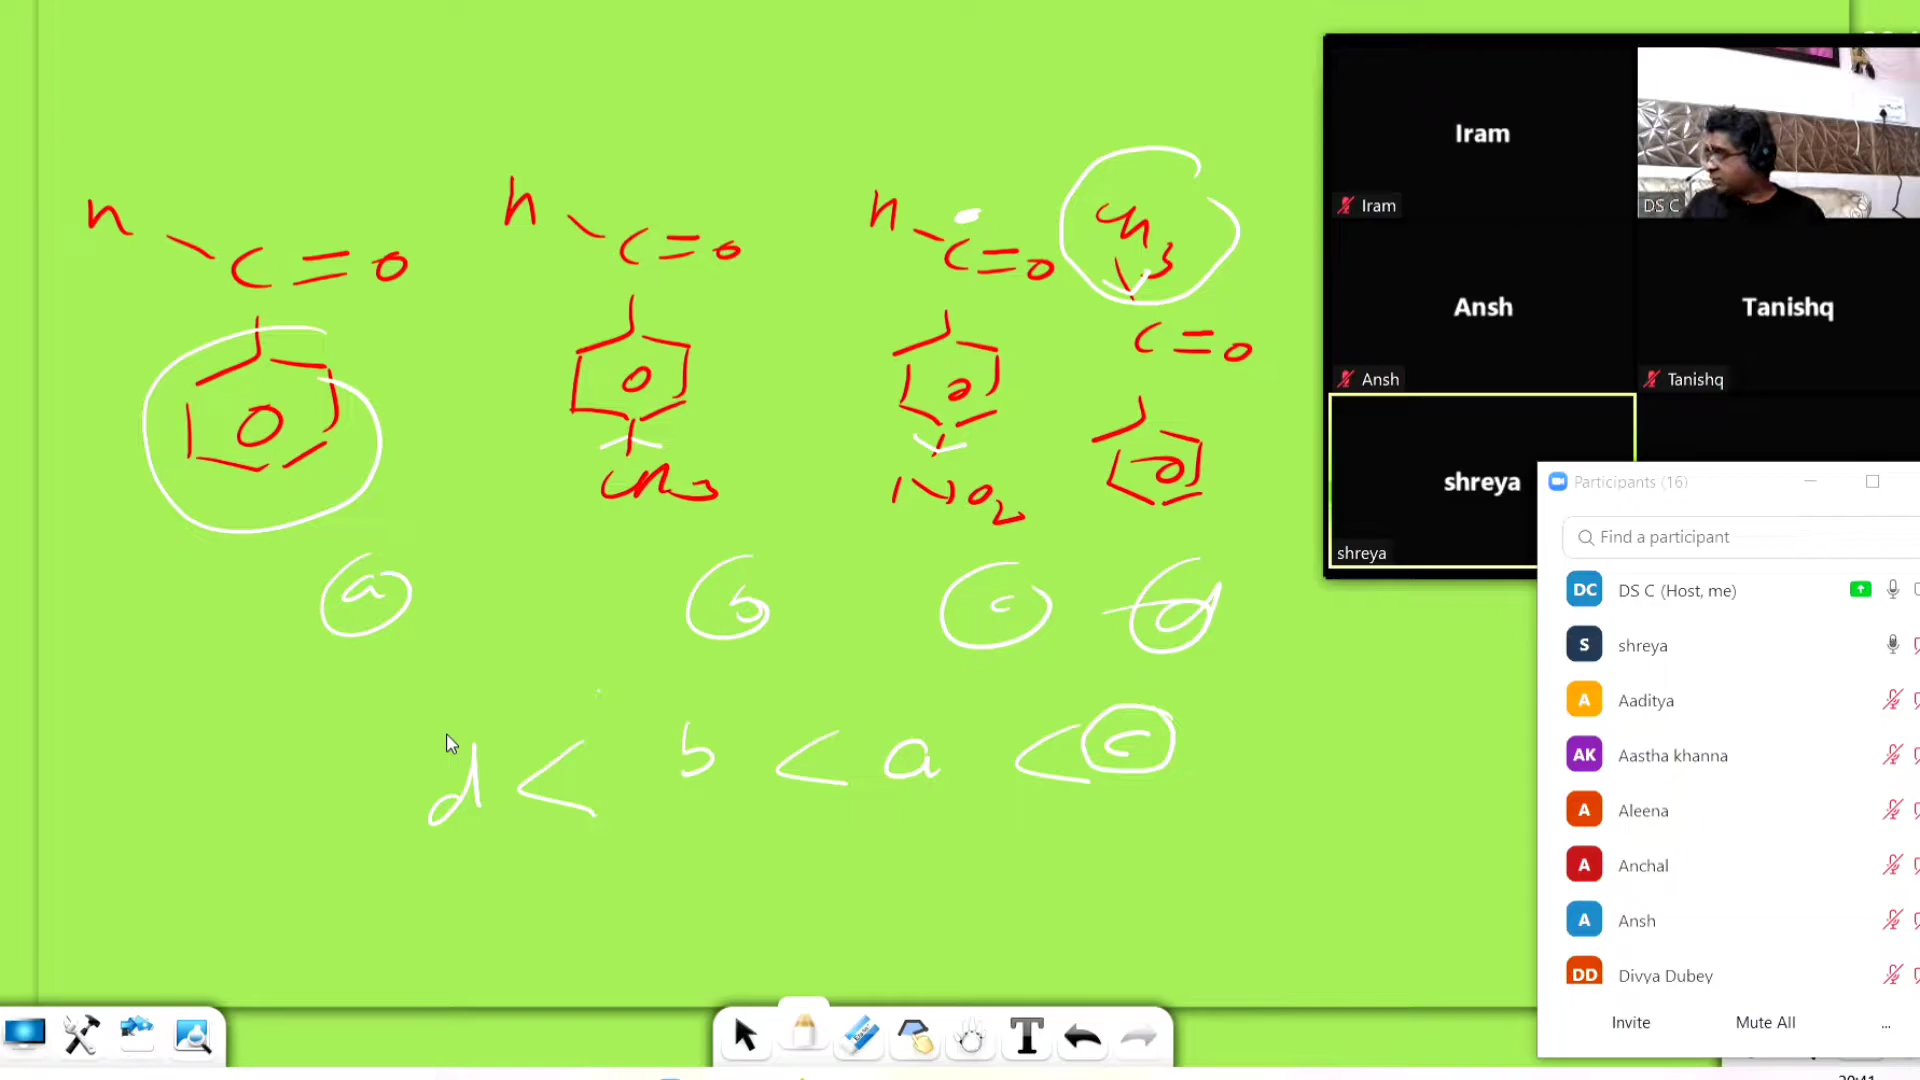 H
C=O
H
C=O
H
C=O
CH3
C=O
CH3
NO2
a
b
c
d
d < b < a < c
Iram
Iram
DS C
Ansh
Ansh
Tanishq
Tanishq
shreya
shreya
Participants (16)
Find a participant
DC DS C (Host, me)
S shreya
A Aaditya
AK Aastha khanna
A Aleena
A Anchal
A Ansh
DD Divya Dubey
Invite Mute All ...
T